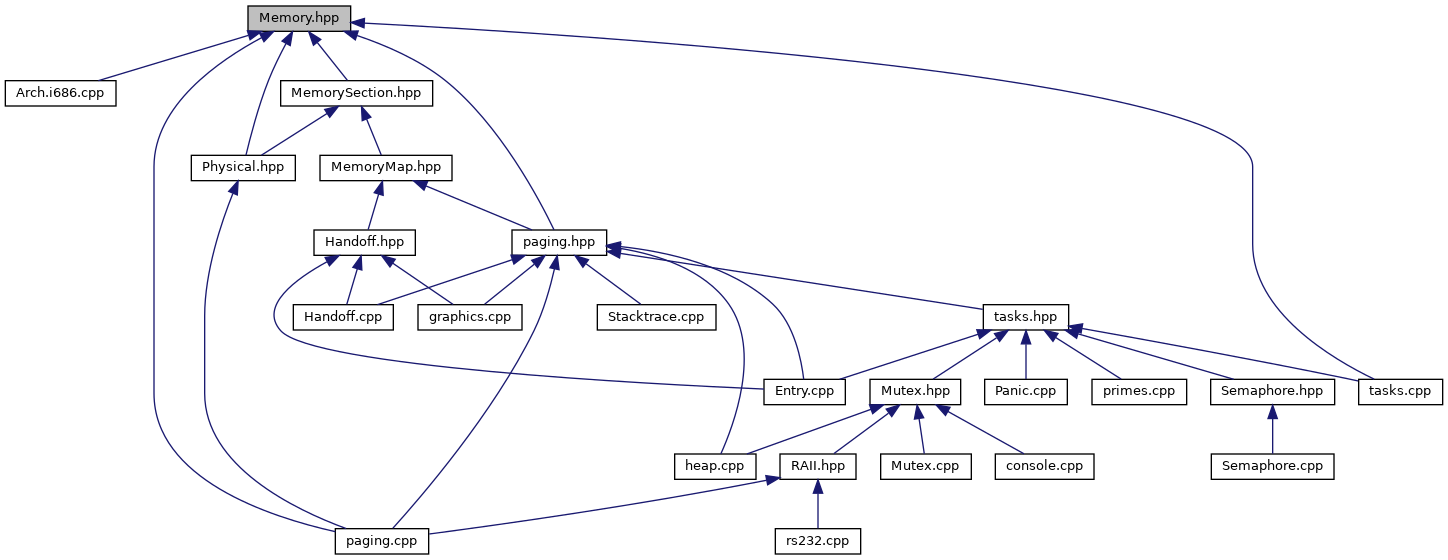 Memory.hpp
Arch.i686.cpp
MemorySection.hpp
Physical.hpp
MemoryMap.hpp
Handoff.hpp
paging.hpp
Handoff.cpp
graphics.cpp
Stacktrace.cpp
tasks.hpp
Entry.cpp
Mutex.hpp
Panic.cpp
primes.cpp
Semaphore.hpp
tasks.cpp
heap.cpp
RAII.hpp
Mutex.cpp
console.cpp
Semaphore.cpp
paging.cpp
rs232.cpp